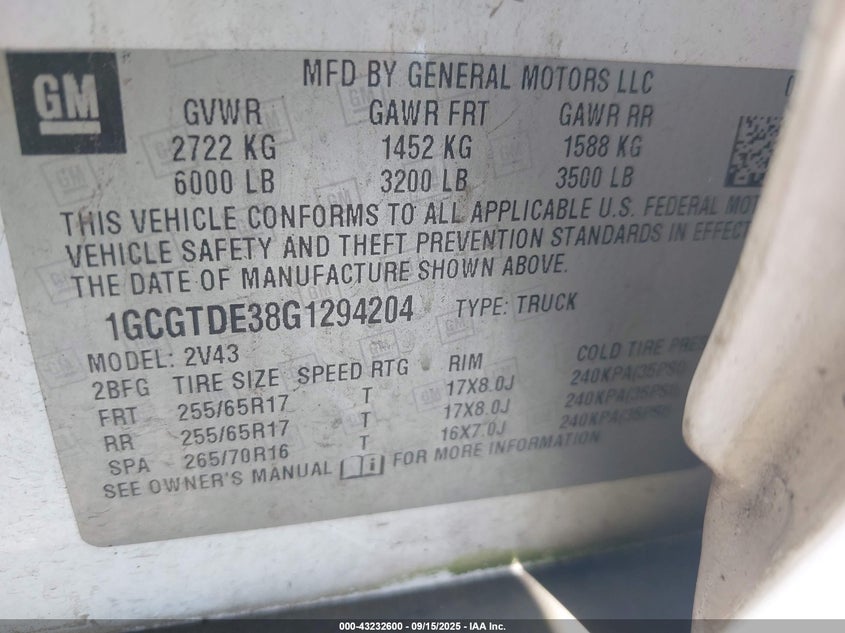 GM
MFD BY GENERAL MOTORS LLC
GVWR GAWR FRT GAWR RR
2722 KG 1452 KG 1588 KG
6000 LB 3200 LB 3500 LB
THIS VEHICLE CONFORMS TO ALL APPLICABLE U.S. FEDERAL MOT
VEHICLE SAFETY AND THEFT PREVENTION STANDARDS IN EFFECT
THE DATE OF MANUFACTURE SHOWN ABOVE.
1GCGTDE38G1294204 TYPE: TRUCK
MODEL: 2V43
2BFG TIRE SIZE SPEED RTG RIM COLD TIRE PRE
FRT 255/65R17 T 17X8.0J 240KPA(35PSI)
RR 255/65R17 T 17X8.0J 240KPA(35PSI)
SPA 265/70R16 T 16X7.0J 240KPA(35PSI)
SEE OWNER'S MANUAL FOR MORE INFORMATION
000-43232600 - 09/15/2025 - IAA Inc.